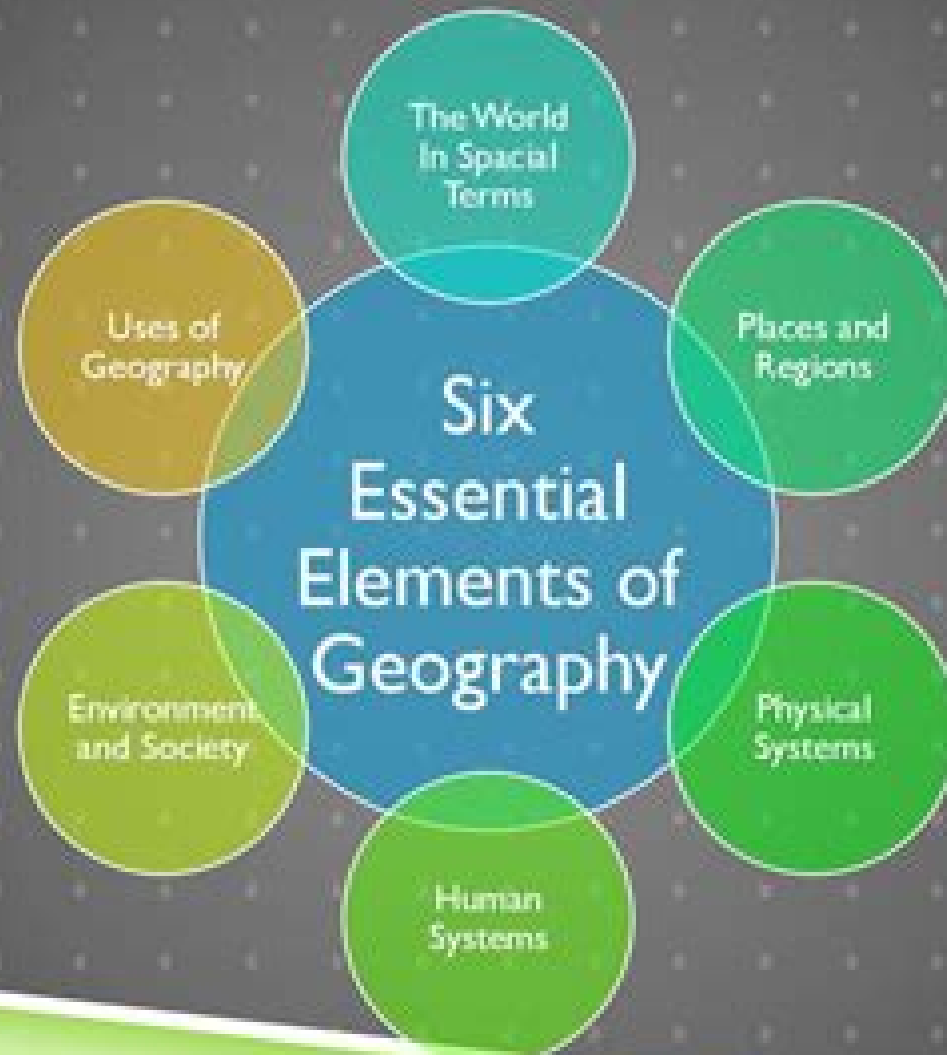 The World
In Spacial
Terms
Uses of
Geography
Places and
Regions
Six
Essential
Elements of
Geography
Environment
and Society
Physical
Systems
Human
Systems